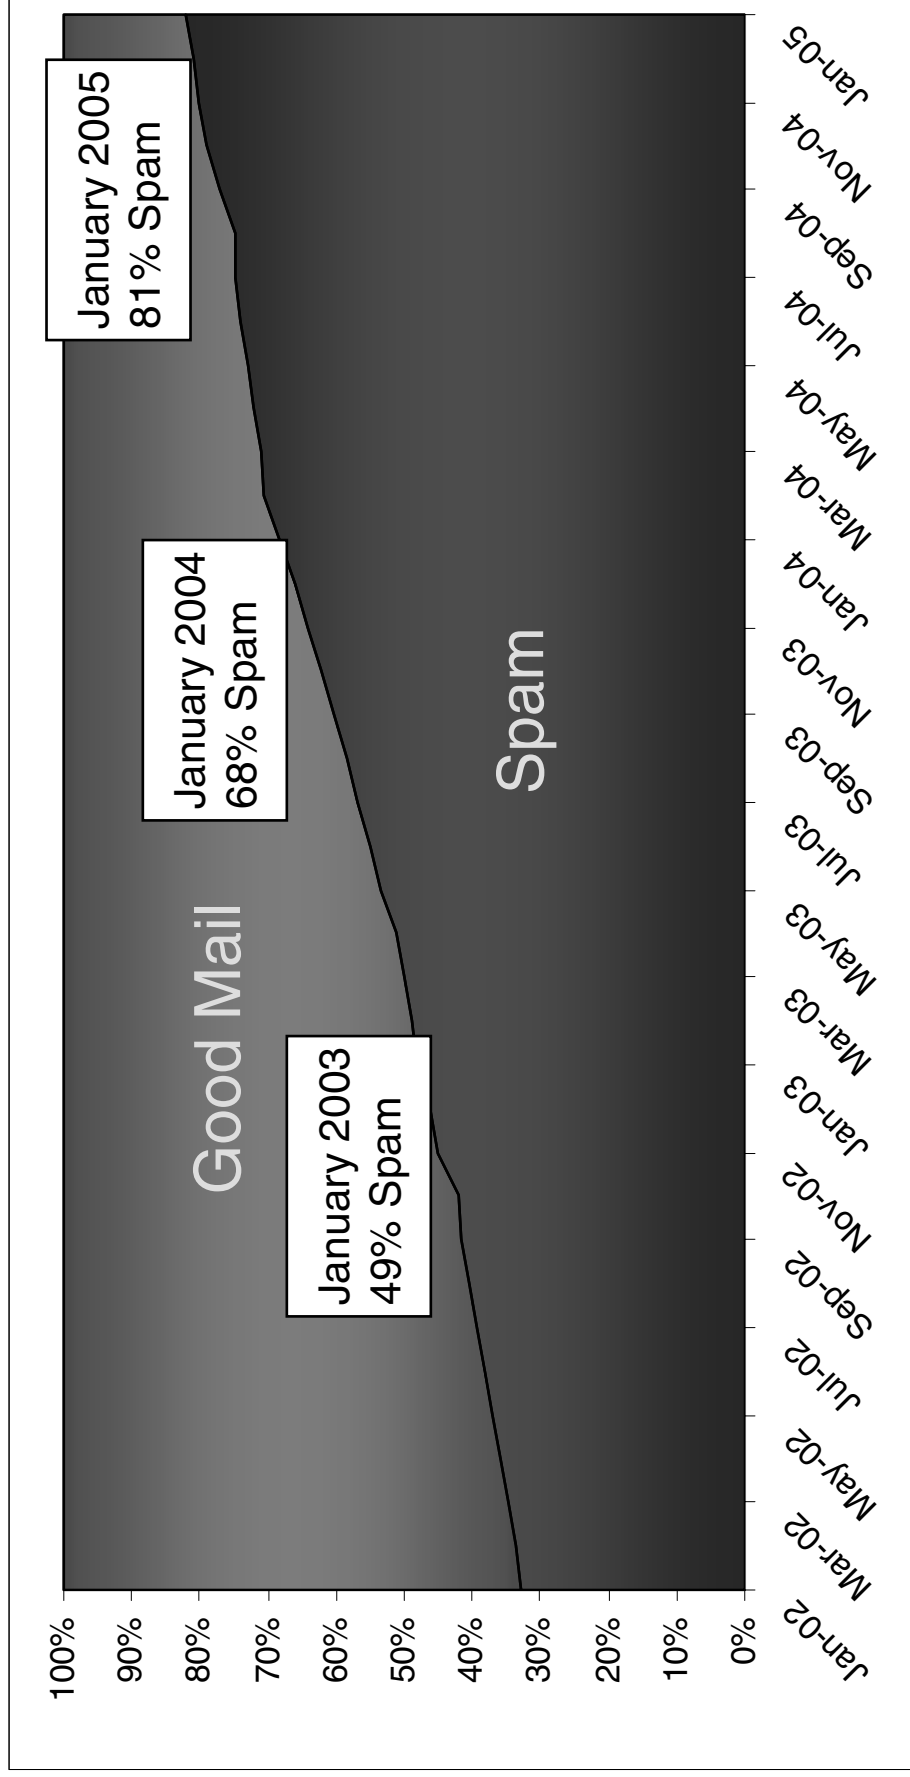 100%
90%
80%
70%
60%
50%
40%
30%
20%
10%
0%
Good Mail
Spam
January 2003
49% Spam
January 2004
68% Spam
January 2005
81% Spam
Jan-02
Mar-02
May-02
Jul-02
Sep-02
Nov-02
Jan-03
Mar-03
May-03
Jul-03
Sep-03
Nov-03
Jan-04
Mar-04
May-04
Jul-04
Sep-04
Nov-04
Jan-05